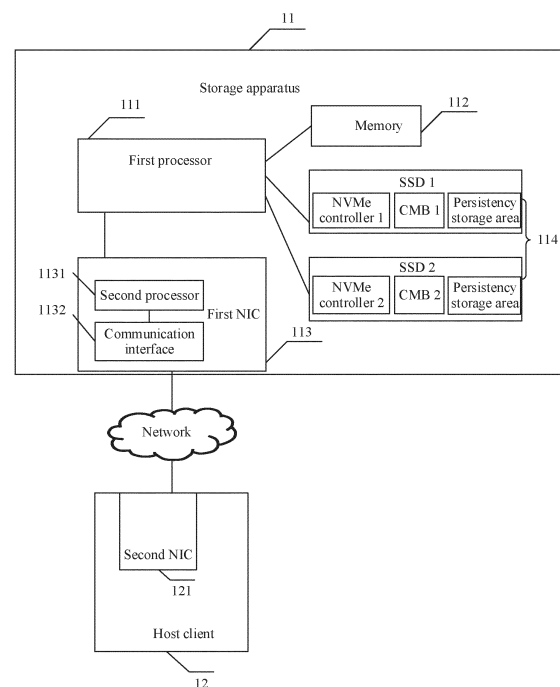 11
Storage apparatus
111
First processor
Memory
112
SSD 1
NVMe
controller 1
CMB 1
Persistency
storage area
114
SSD 2
NVMe
controller 2
CMB 2
Persistency
storage area
1131
Second processor
First NIC
1132
Communication
interface
113
Network
Second NIC
121
Host client
12